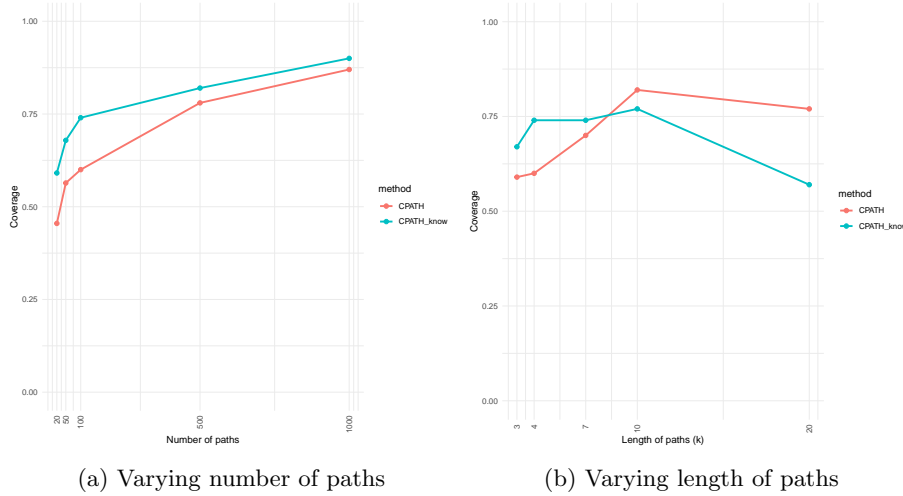 1.00
0.75
0.50
0.25
0.00
Coverage
20
50
100
500
1000
Number of paths
method
CPATH
CPATH_know
(a) Varying number of paths
1.00
0.75
0.50
0.25
0.00
Coverage
3
4
7
10
20
Length of paths (k)
method
CPATH
CPATH_know
(b) Varying length of paths